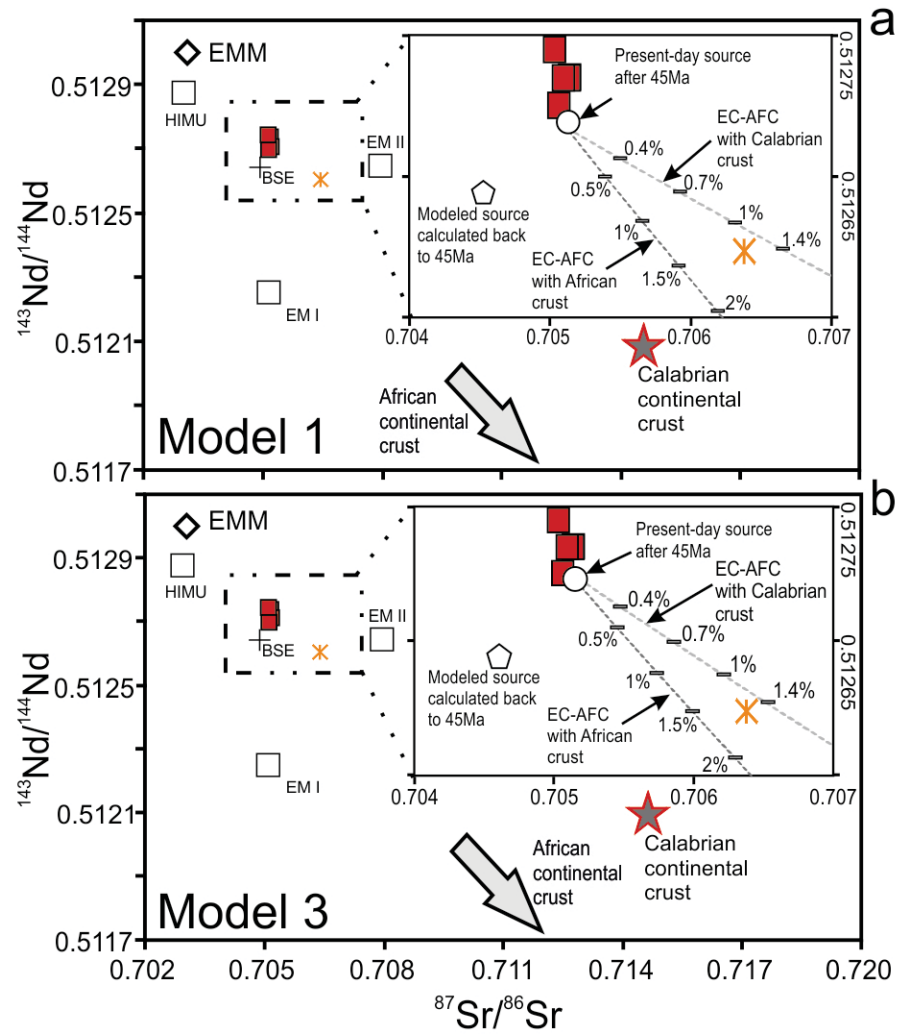 a
EMM
HIMU
EM II
BSE
EM I
0.5129
0.5125
0.5121
0.5117
¹⁴³Nd/¹⁴⁴Nd
Present-day source
after 45Ma
EC-AFC
with Calabrian
crust
0.4%
0.7%
1%
1.4%
0.5%
1%
1.5%
2%
Modeled source
calculated back
to 45Ma
EC-AFC
with African
crust
0.51275
0.51265
0.704
0.705
0.706
0.707
African
continental
crust
Calabrian
continental
crust
Model 1
b
EMM
HIMU
EM II
BSE
EM I
0.5129
0.5125
0.5121
0.5117
¹⁴³Nd/¹⁴⁴Nd
Present-day source
after 45Ma
EC-AFC
with Calabrian
crust
0.4%
0.7%
1%
1.4%
0.5%
1%
1.5%
2%
Modeled source
calculated back
to 45Ma
EC-AFC
with African
crust
0.51275
0.51265
0.704
0.705
0.706
0.707
African
continental
crust
Calabrian
continental
crust
Model 3
0.702
0.705
0.708
0.711
0.714
0.717
0.720
⁸⁷Sr/⁸⁶Sr